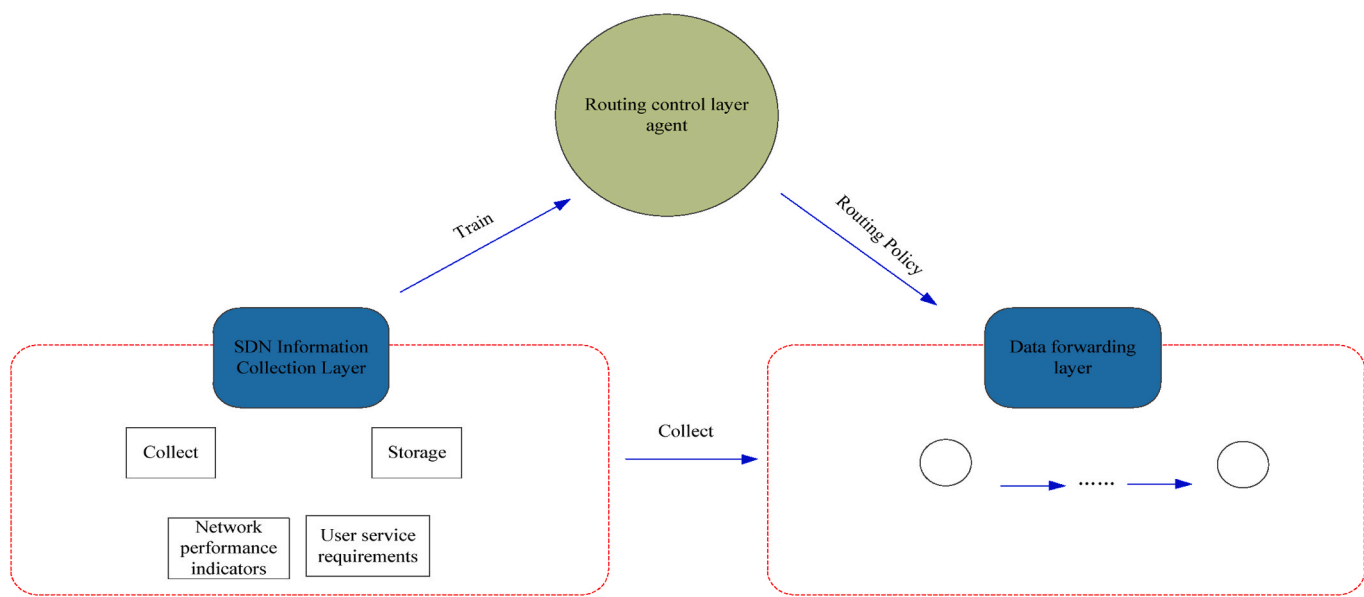 Routing control layer
agent
Train
Routing Policy
SDN Information
Collection Layer
Data forwarding
layer
Collect
Storage
Collect
......
Network
performance
indicators
User service
requirements